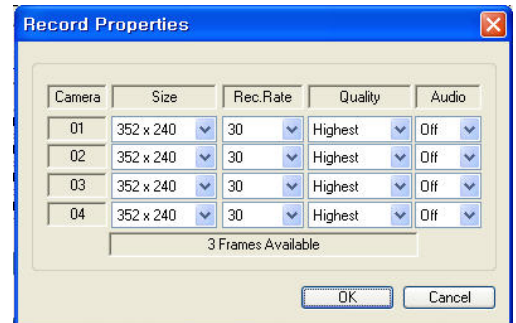 Record Properties
Camera Size Rec.Rate Quality Audio
01 352 x 240 30 Highest Off
02 352 x 240 30 Highest Off
03 352 x 240 30 Highest Off
04 352 x 240 30 Highest Off
3 Frames Available
OK Cancel